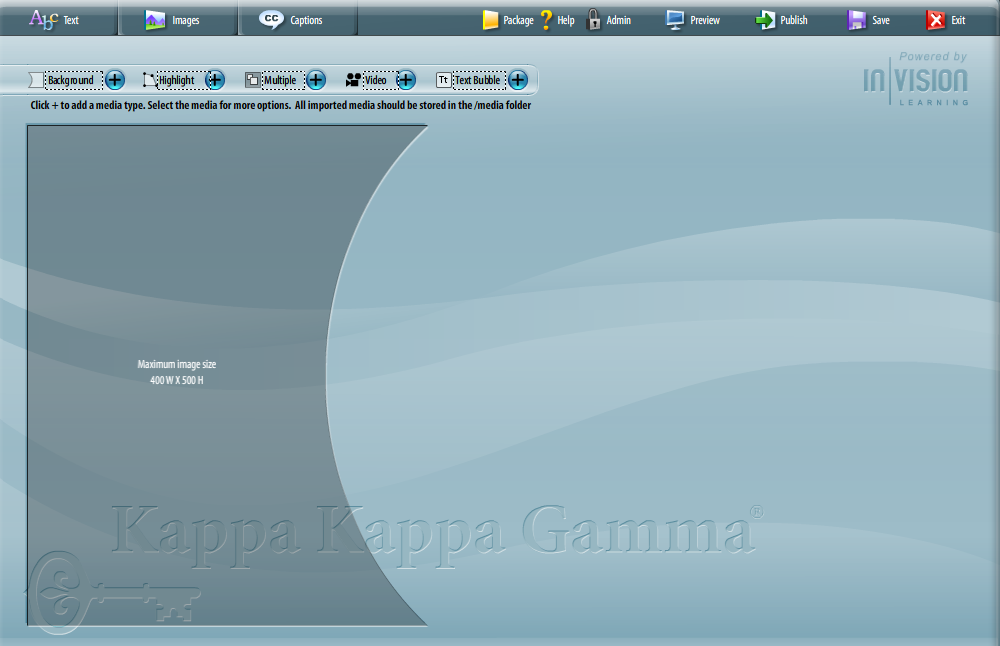 Abc Text Images CC Captions Package ? Help Admin Preview Publish Save Exit
Powered by
IN|VISION
LEARNING
Background Highlight Multiple Video Tt Text Bubble
Click + to add a media type. Select the media for more options. All imported media should be stored in the /media folder
Maximum image size
400 W X 500 H
Kappa Kappa Gamma®